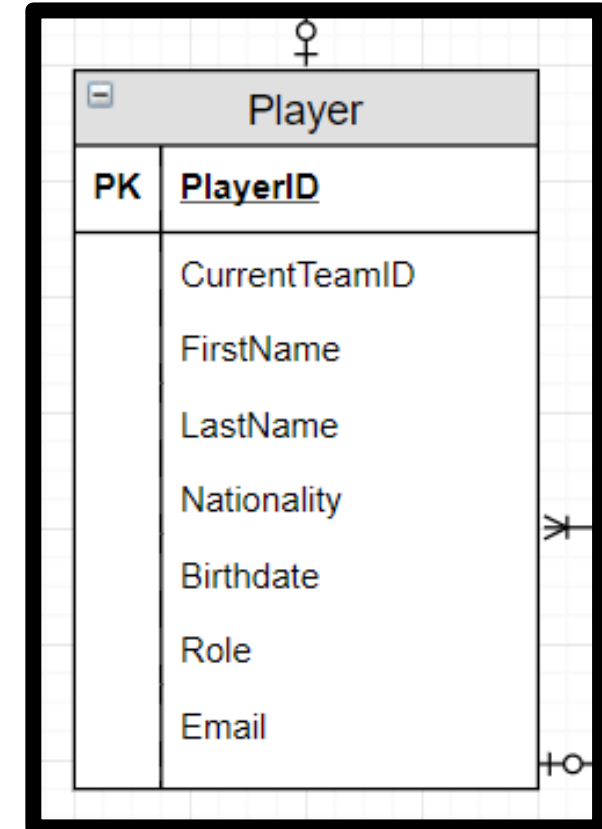 Player
PK PlayerID
CurrentTeamID
FirstName
LastName
Nationality
Birthdate
Role
Email